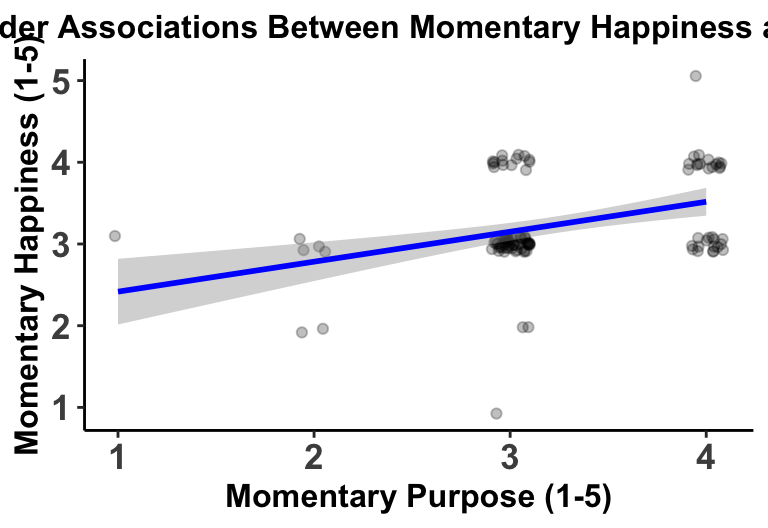 der Associations Between Momentary Happiness a
Momentary Happiness (1-5)
5
4
3
2
1
1 2 3 4
Momentary Purpose (1-5)